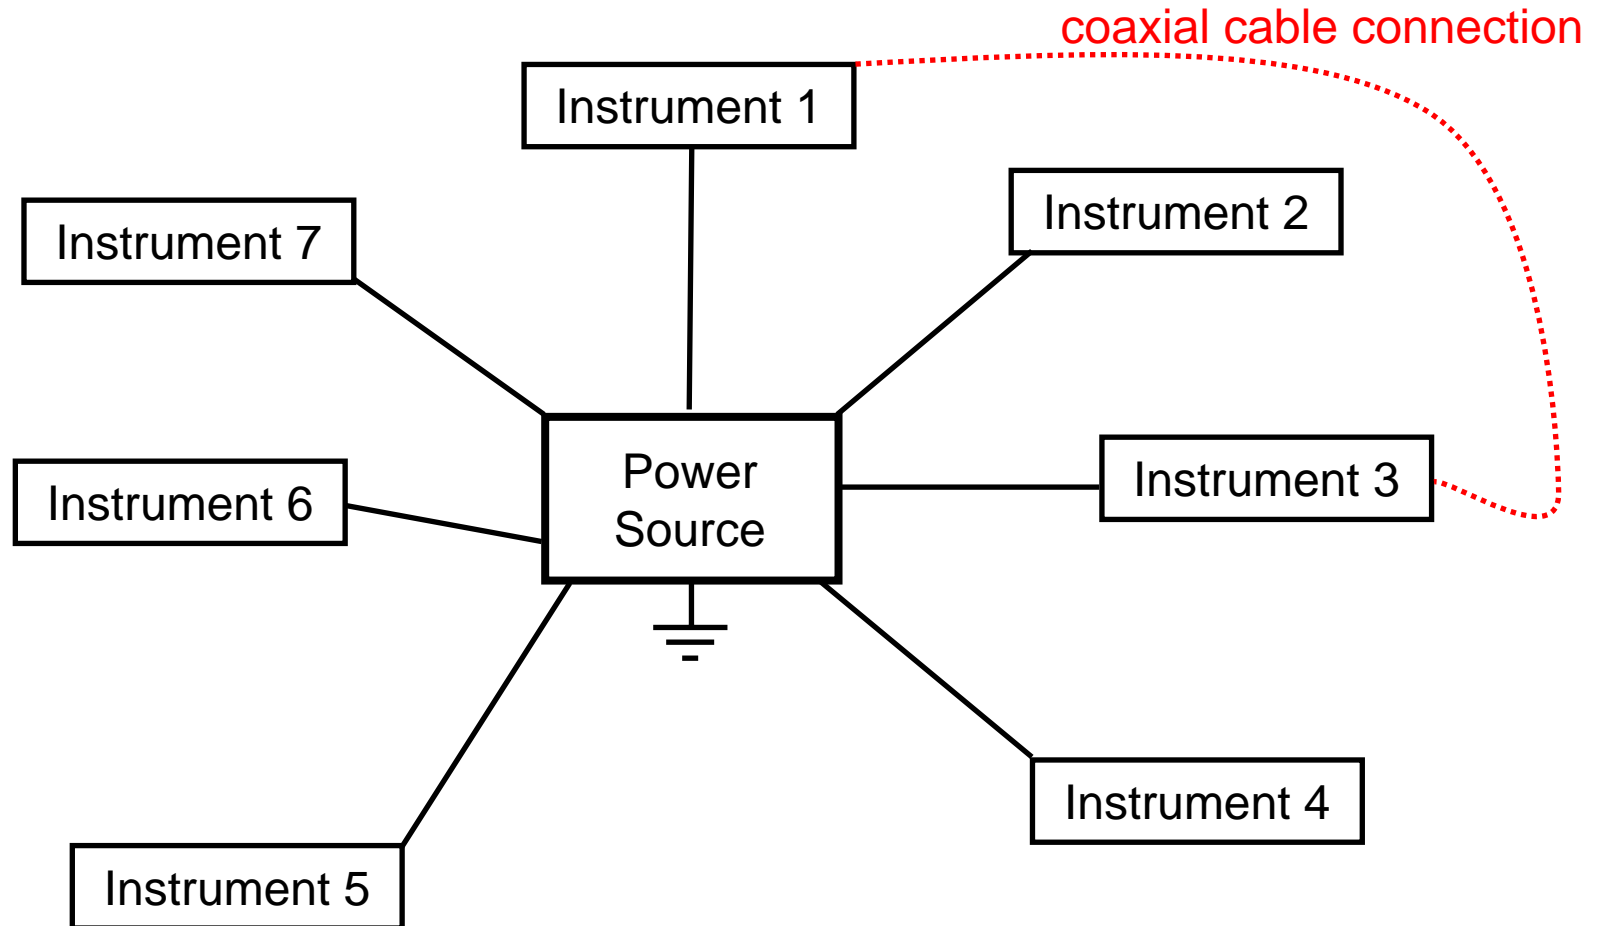 coaxial cable connection
Instrument 1
Instrument 2
Instrument 7
Power
Source
Instrument 3
Instrument 6
Instrument 4
Instrument 5